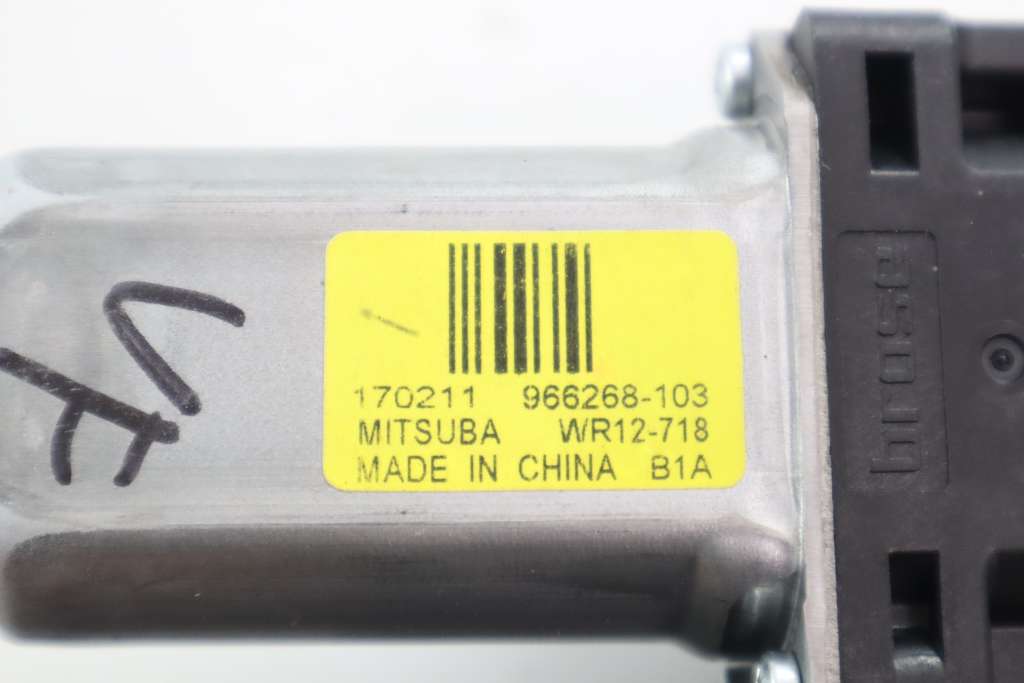 170211 966268-103
MITSUBA WR12-718
MADE IN CHINA B1A
brose